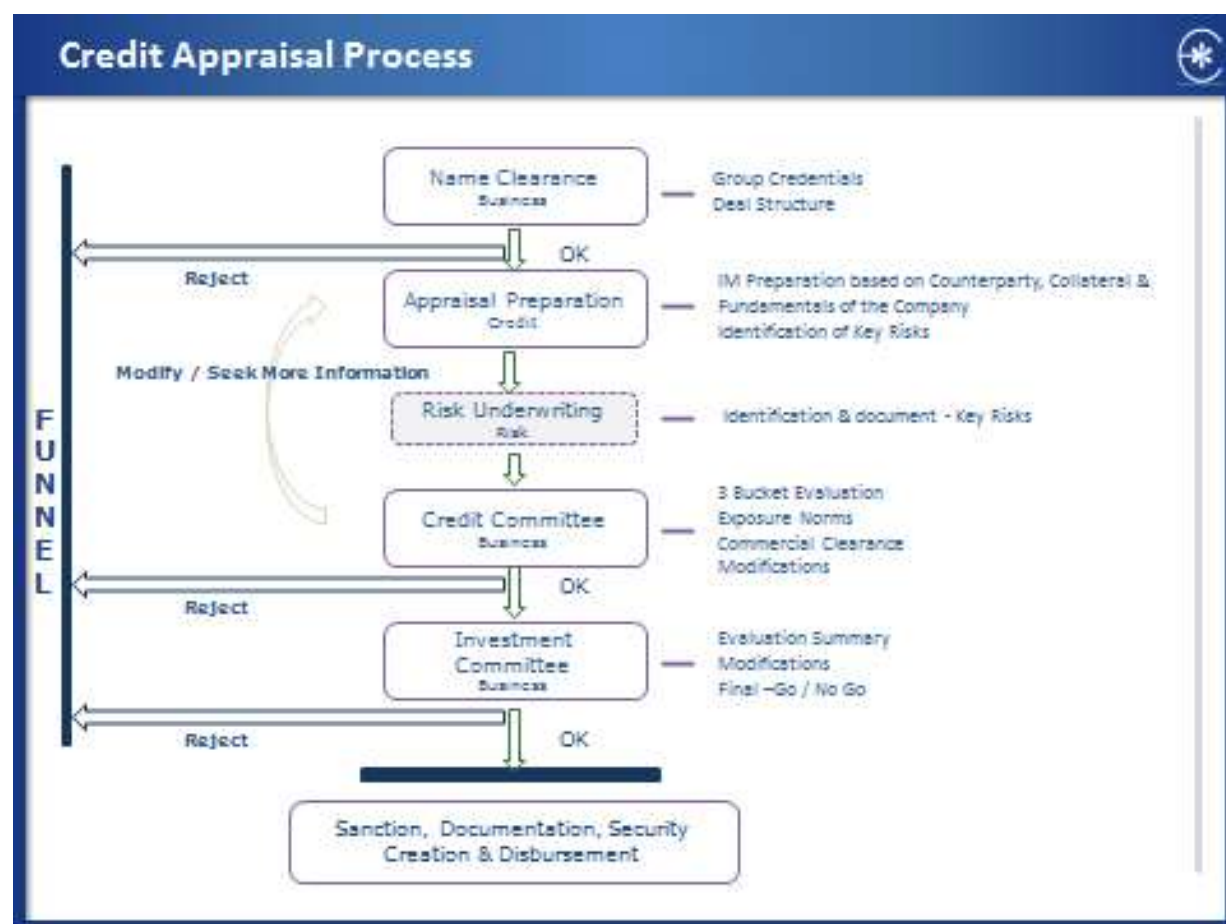 Credit Appraisal Process
Name Clearance
Business
Group Credentials
Deal Structure
OK
Reject
Appraisal Preparation
Credit
IM Preparation based on Counterparty, Collateral &
Fundamentals of the Company
Identification of Key Risks
Modify / Seek More Information
Risk Underwriting
Risk
Identification & document - Key Risks
FUNNEL
Credit Committee
Business
3 Bucket Evaluation
Exposure Norms
Commercial Clearance
Modifications
OK
Reject
Investment
Committee
Business
Evaluation Summary
Modifications
Final –Go / No Go
Reject
OK
Sanction, Documentation, Security
Creation & Disbursement